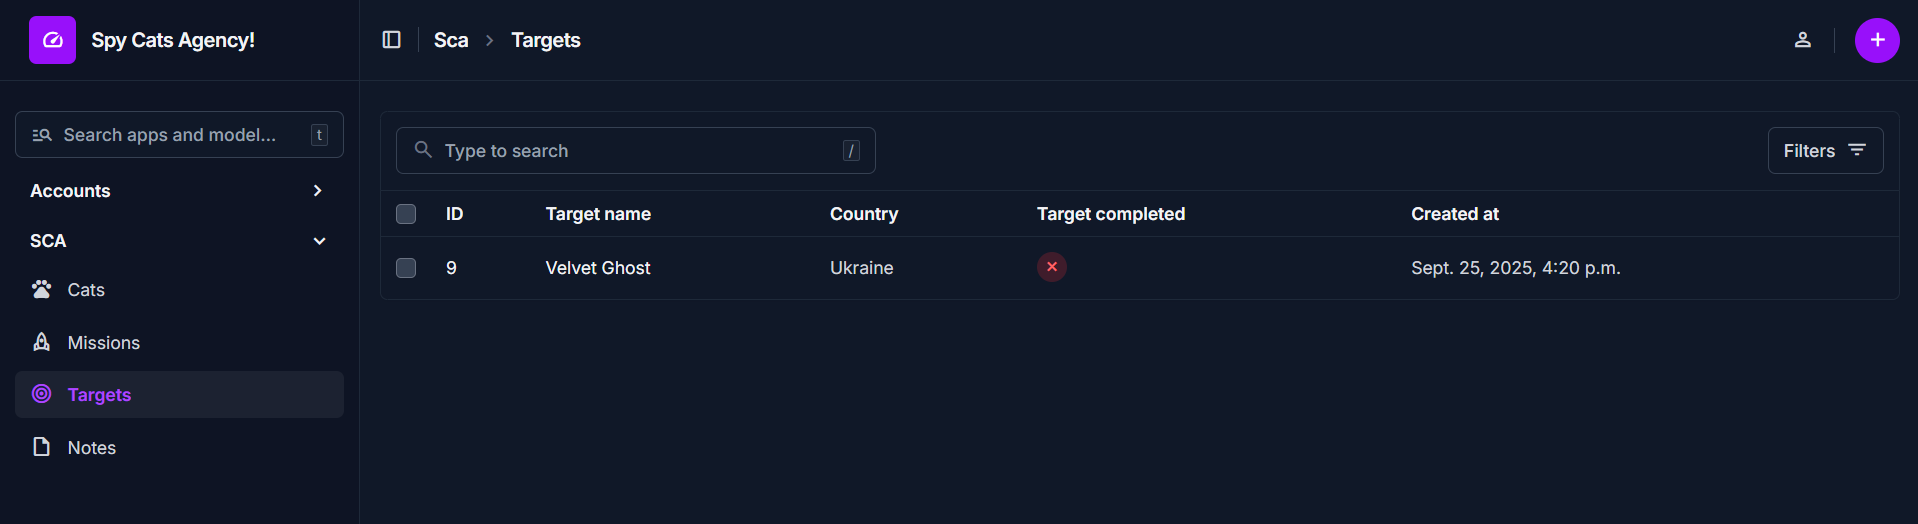 Spy Cats Agency!
Sca > Targets
Search apps and model... t
Type to search /
Filters
Accounts
SCA
Cats
Missions
Targets
Notes
ID Target name Country Target completed Created at
9 Velvet Ghost Ukraine Sept. 25, 2025, 4:20 p.m.